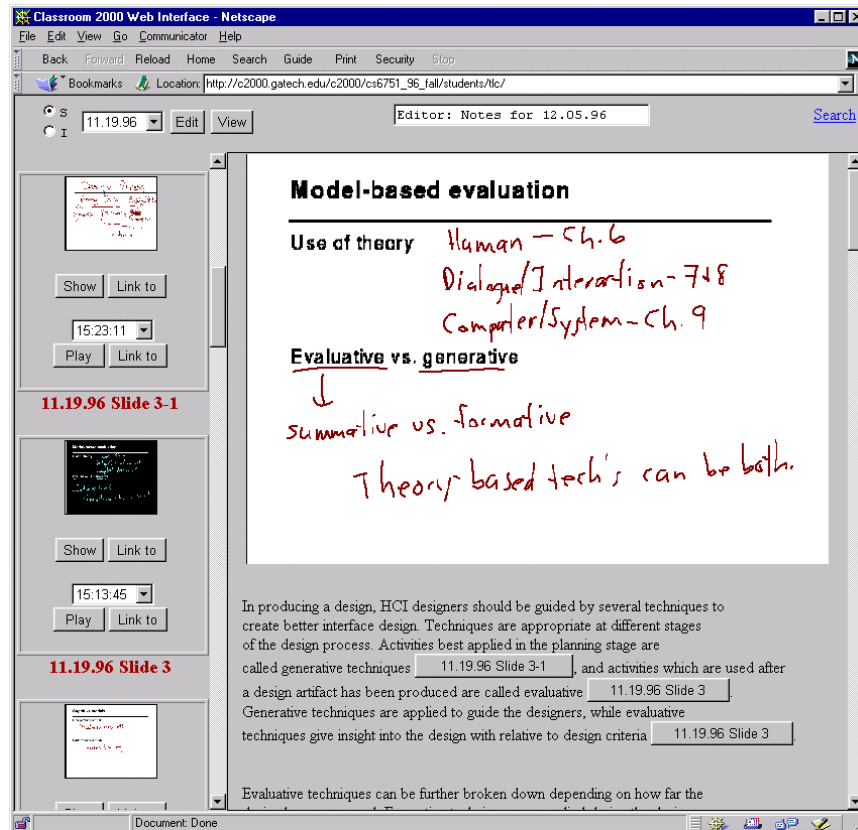 Classroom 2000 Web Interface - Netscape
File Edit View Go Communicator Help
Back Forward Reload Home Search Guide Print Security Stop
Bookmarks Location: http://c2000.gatech.edu/c2000/cs6751_96_fall/students/tlc/
S
I
11.19.96 Edit View
Editor: Notes for 12.05.96
Search
Show Link to
15:23:11
Play Link to
11.19.96 Slide 3-1
Show Link to
15:13:45
Play Link to
11.19.96 Slide 3
Model-based evaluation
Use of theory Human - Ch. 6
Dialogue/Interaction - 7+8
Computer/System - Ch. 9
Evaluative vs. generative
summative vs. formative
Theory-based tech's can be both.
In producing a design, HCI designers should be guided by several techniques to
create better interface design. Techniques are appropriate at different stages
of the design process. Activities best applied in the planning stage are
called generative techniques 11.19.96 Slide 3-1 , and activities which are used after
a design artifact has been produced are called evaluative 11.19.96 Slide 3 .
Generative techniques are applied to guide the designers, while evaluative
techniques give insight into the design with relative to design criteria 11.19.96 Slide 3 .
Evaluative techniques can be further broken down depending on how far the
Document: Done